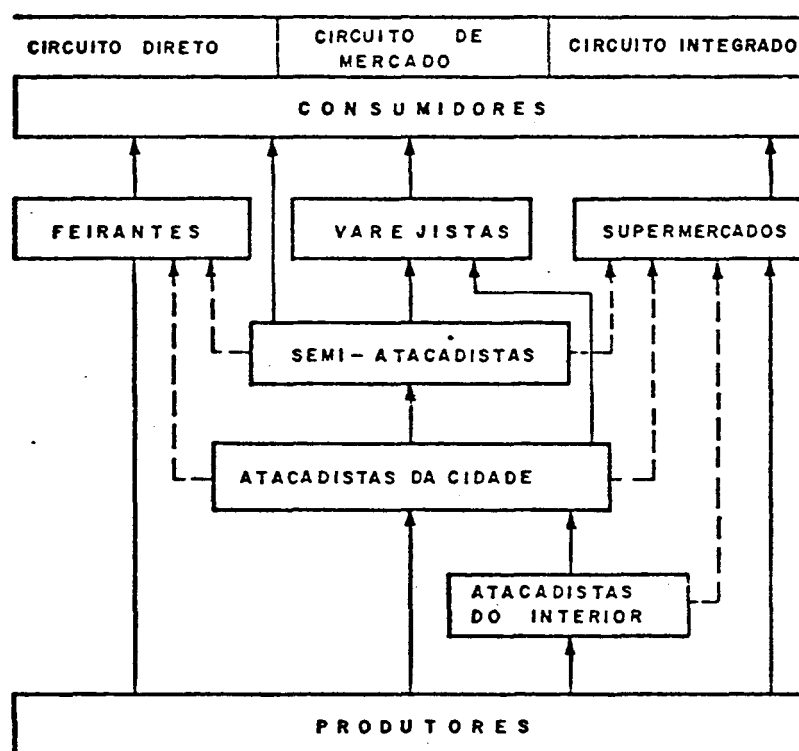 CIRCUITO DIRETO
CIRCUITO DE
MERCADO
CIRCUITO INTEGRADO
CONSUMIDORES
FEIRANTES
VAREJISTAS
SUPERMERCADOS
SEMI-ATACADISTAS
ATACADISTAS DA CIDADE
ATACADISTAS
DO INTERIOR
PRODUTORES